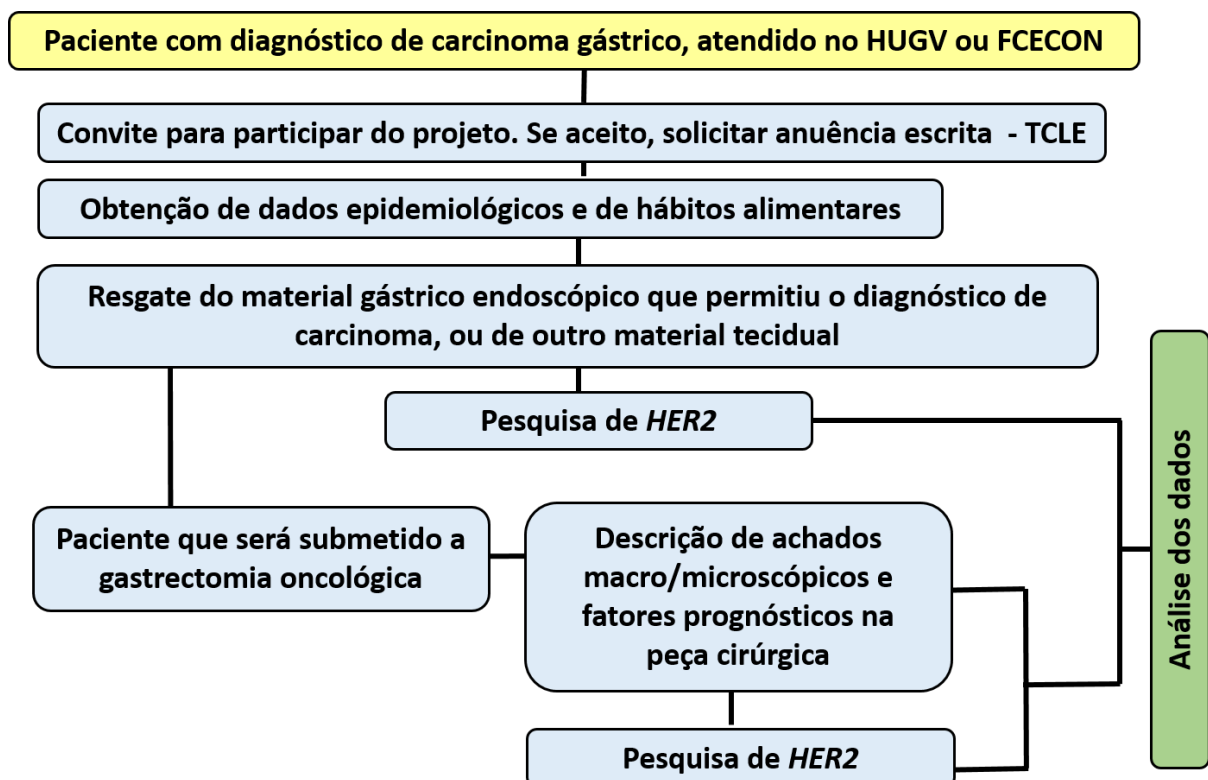 Paciente com diagnóstico de carcinoma gástrico, atendido no HUGV ou FCECON
Convite para participar do projeto. Se aceito, solicitar anuência escrita - TCLE
Obtenção de dados epidemiológicos e de hábitos alimentares
Resgate do material gástrico endoscópico que permitiu o diagnóstico de
carcinoma, ou de outro material tecidual
Pesquisa de HER2
Paciente que será submetido a
gastrectomia oncológica
Descrição de achados
macro/microscópicos e
fatores prognósticos na
peça cirúrgica
Pesquisa de HER2
Análise dos dados